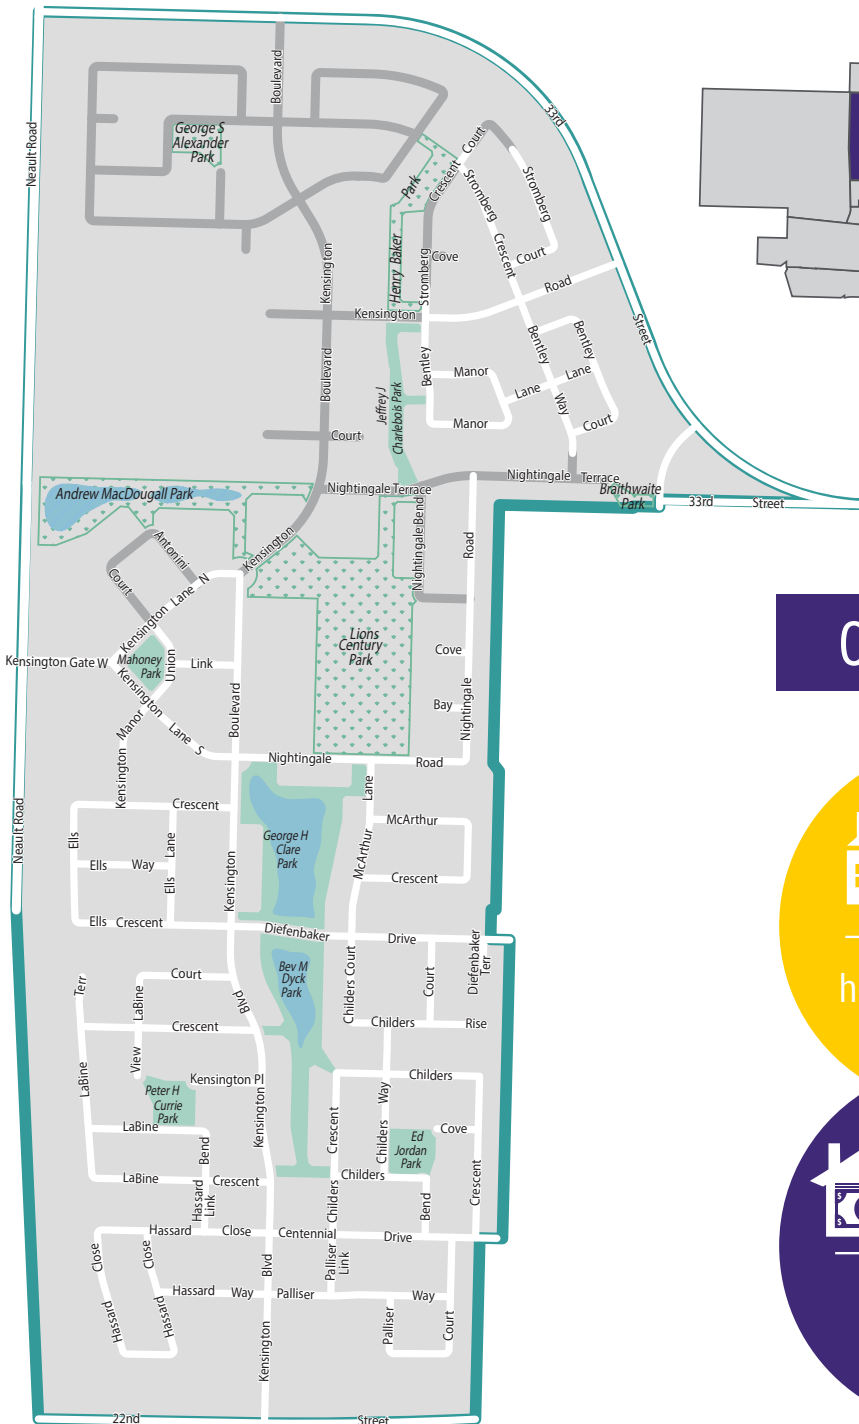 Boulevard
33rd
Neault Road
George S
Alexander
Park
Court
Park
Crescent
Stromberg
Stromberg
Henry Baker
Stromberg
Cove
Crescent
Court
Kensington
Road
Kensington
Street
Boulevard
Bentley
Bentley
Bentley
Jeffrey J
Charlebois Park
Manor
Lane
Lane
Way
Manor
Court
Court
Nightingale Terrace
Nightingale Terrace
Braithwaite
Park
33rd Street
Andrew MacDougall Park
Nightingale Bend
Road
Kensington
Antonini
Court
Kensington Lane N
Lions
Century
Park
Cove
Kensington Gate W
Mahoney
Park
Union
Link
Kensington Lane S
Manor
Kensington
Boulevard
Bay
Nightingale
Nightingale Road
Lane
Crescent
McArthur
Neault Road
Ells
George H
Clare
Park
McArthur
Ells Way
Lane
Ells
Kensington
Crescent
Ells Crescent
Diefenbaker Drive
Diefenbaker
Terr
Terr
Court
Blvd
Bev M
Dyck
Park
Childers Court
Court
LaBine
Crescent
Childers Rise
View
LaBine
Kensington Pl
Peter H
Currie
Park
Kensington
Childers
Way
Crescent
LaBine
Bend
Childers
Ed
Jordan
Park
Cove
LaBine Crescent
Hassard
Link
Childers
Childers
Bend
Crescent
Hassard Close
Centennial Drive
Close
Close
Blvd
Palliser
Link
Hassard Way
Palliser Way
Hassard
Hassard
Kensington
Palliser
Court
22nd Street
h